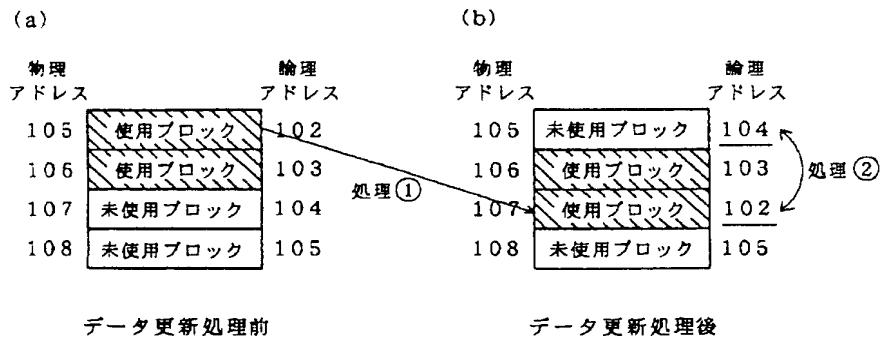 (a)
物理
アドレス
論理
アドレス
105 使用ブロック 102
106 使用ブロック 103
107 未使用ブロック 104
108 未使用ブロック 105
データ更新処理前
処理①
(b)
物理
アドレス
論理
アドレス
105 未使用ブロック 104
106 使用ブロック 103
107 使用ブロック 102
108 未使用ブロック 105
処理②
データ更新処理後